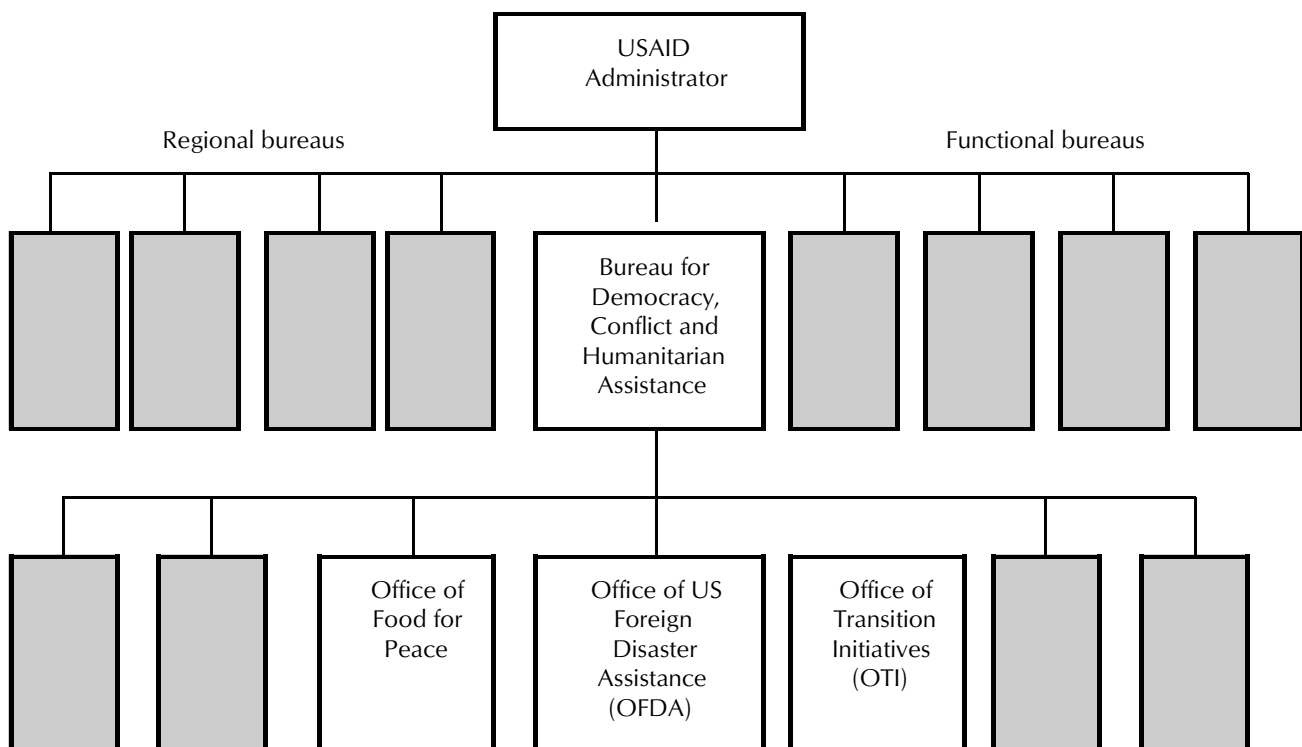 USAID
Administrator
Regional bureaus
Functional bureaus
Bureau for
Democracy,
Conflict and
Humanitarian
Assistance
Office of
Food for
Peace
Office of US
Foreign
Disaster
Assistance
(OFDA)
Office of
Transition
Initiatives
(OTI)